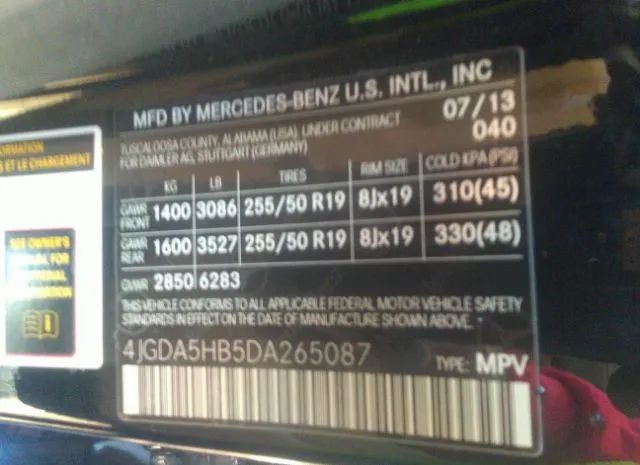 MFD BY MERCEDES-BENZ U.S. INTL., INC
TUSCALOOSA COUNTY, ALABAMA (USA), UNDER CONTRACT 07/13
FOR DAIMLER AG, STUTTGART (GERMANY) 040
KG LB TIRES RIM SIZE COLD KPA (PSI)
GAWR FRONT 1400 3086 255/50 R19 8Jx19 310(45)
GAWR REAR 1600 3527 255/50 R19 8Jx19 330(48)
GVWR 2850 6283
THIS VEHICLE CONFORMS TO ALL APPLICABLE FEDERAL MOTOR VEHICLE SAFETY
STANDARDS IN EFFECT ON THE DATE OF MANUFACTURE SHOWN ABOVE.
4JGDA5HB5DA265087 TYPE: MPV
ET LE CHARGEMENT
SEE OWNER'S
MANUAL FOR